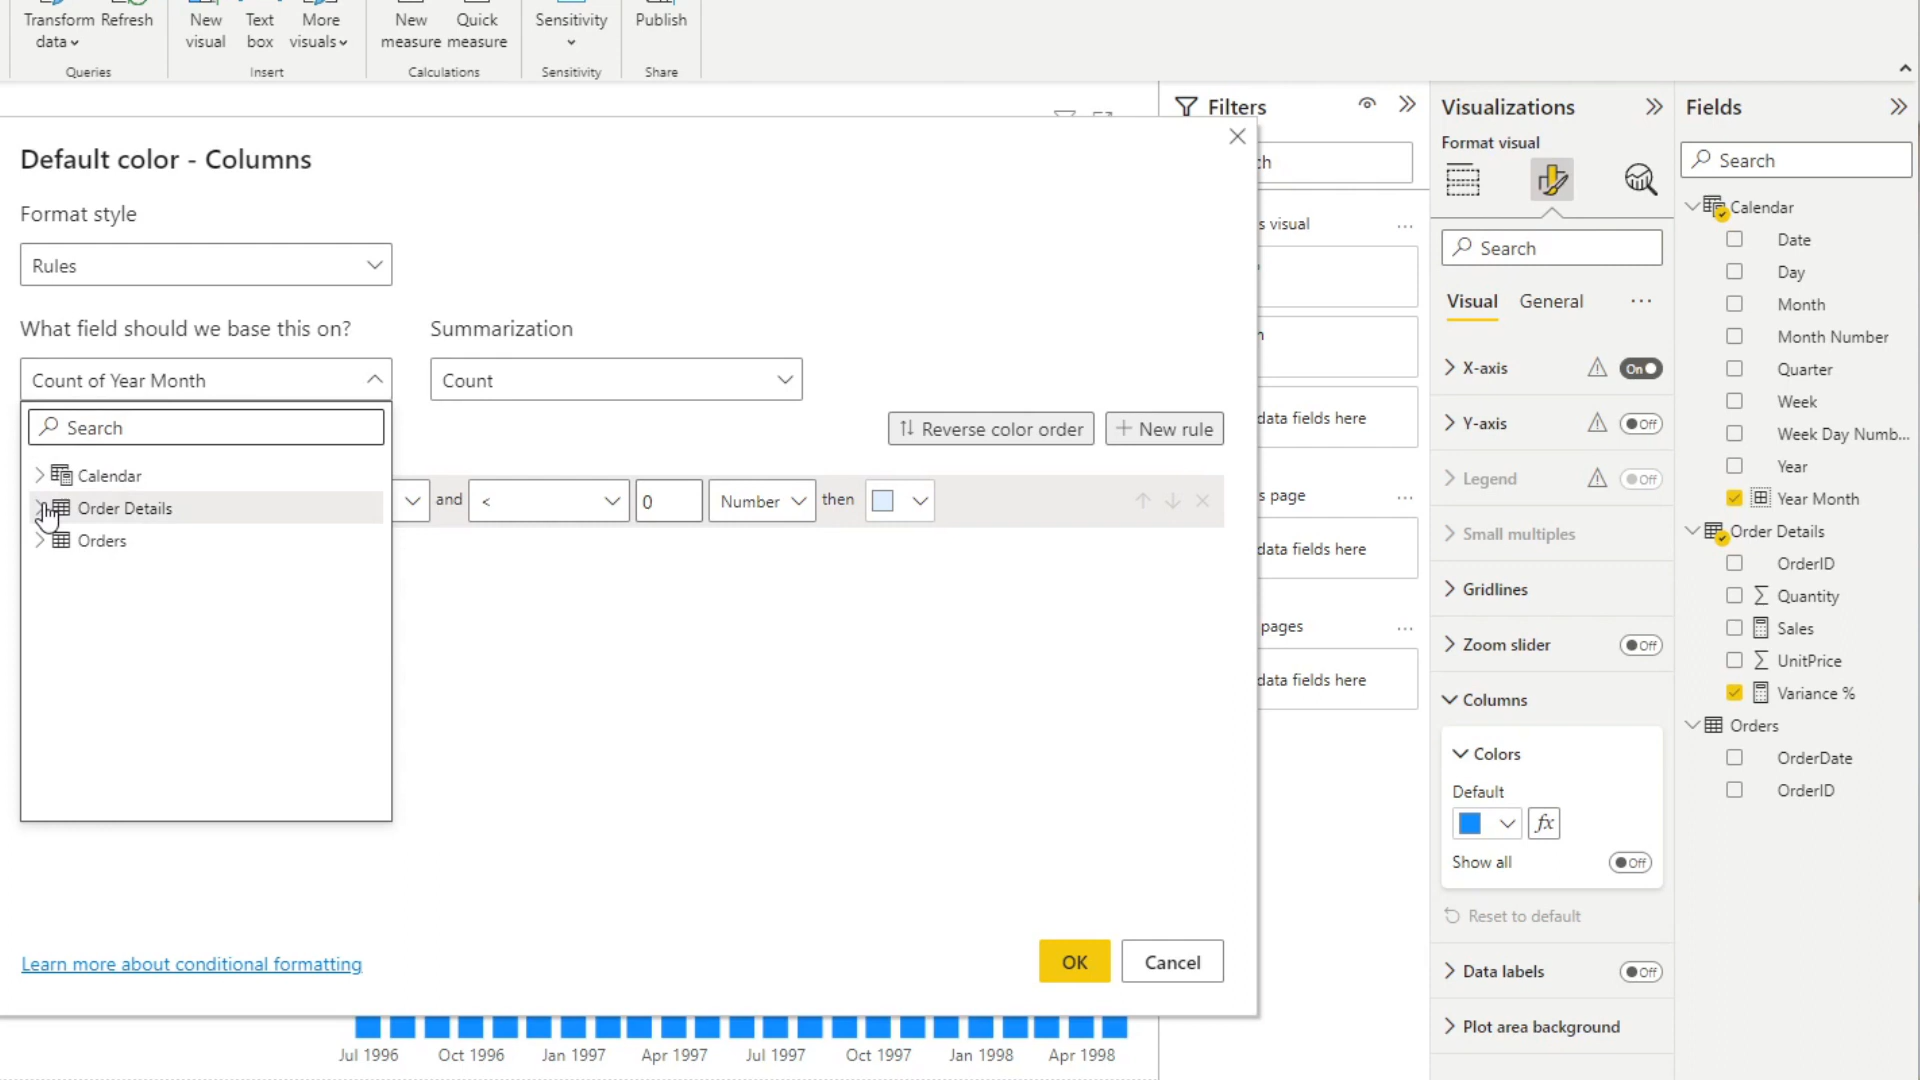 Transform
data
Refresh
New
visual
Text
box
More
visuals
New
measure
Quick
measure
Sensitivity
Publish
Queries
Insert
Calculations
Sensitivity
Share
Default color - Columns
Format style
Rules
What field should we base this on?
Summarization
Count of Year Month
Count
Search
Calendar
Order Details
Orders
Reverse color order
New rule
and
<
0
Number
then
Learn more about conditional formatting
OK
Cancel
Jul 1996
Oct 1996
Jan 1997
Apr 1997
Jul 1997
Oct 1997
Jan 1998
Apr 1998
Filters
visual
data fields here
page
data fields here
pages
data fields here
Visualizations
Format visual
Search
Visual
General
X-axis
On
Y-axis
Off
Legend
Off
Small multiples
Gridlines
Zoom slider
Off
Columns
Colors
Default
fx
Show all
Off
Reset to default
Data labels
Off
Plot area background
Fields
Search
Calendar
Date
Day
Month
Month Number
Quarter
Week
Week Day Numb...
Year
Year Month
Order Details
OrderID
Quantity
Sales
UnitPrice
Variance %
Orders
OrderDate
OrderID